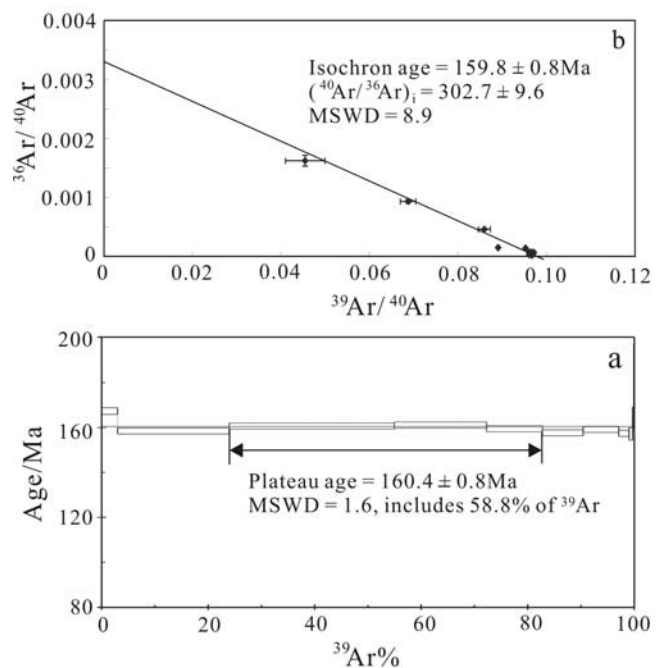 0.004
0.003
0.002
0.001
0
³⁶Ar/⁴⁰Ar
b
Isochron age = 159.8 ± 0.8Ma
(⁴⁰Ar/³⁶Ar)ᵢ = 302.7 ± 9.6
MSWD = 8.9
0 0.02 0.04 0.06 0.08 0.10 0.12
³⁹Ar/⁴⁰Ar
200
160
120
80
Age/Ma
a
Plateau age = 160.4 ± 0.8Ma
MSWD = 1.6, includes 58.8% of ³⁹Ar
0 20 40 60 80 100
³⁹Ar%